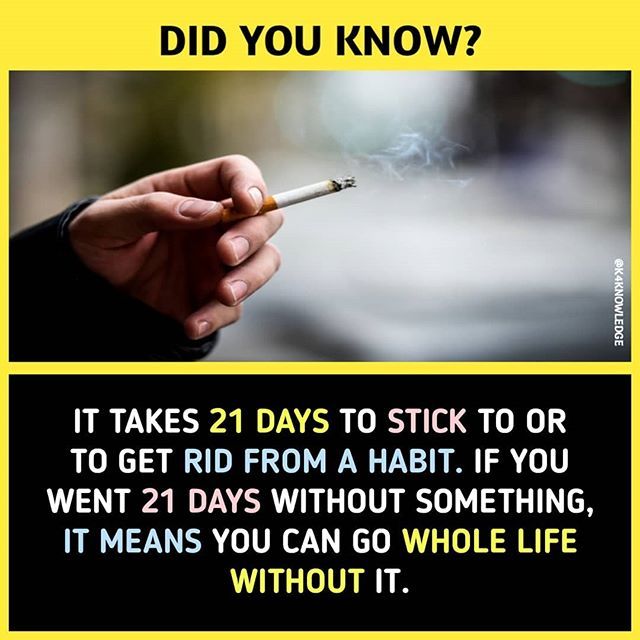 DID YOU KNOW?
@K4KNOWLEDGE
IT TAKES 21 DAYS TO STICK TO OR
TO GET RID FROM A HABIT. IF YOU
WENT 21 DAYS WITHOUT SOMETHING,
IT MEANS YOU CAN GO WHOLE LIFE
WITHOUT IT.